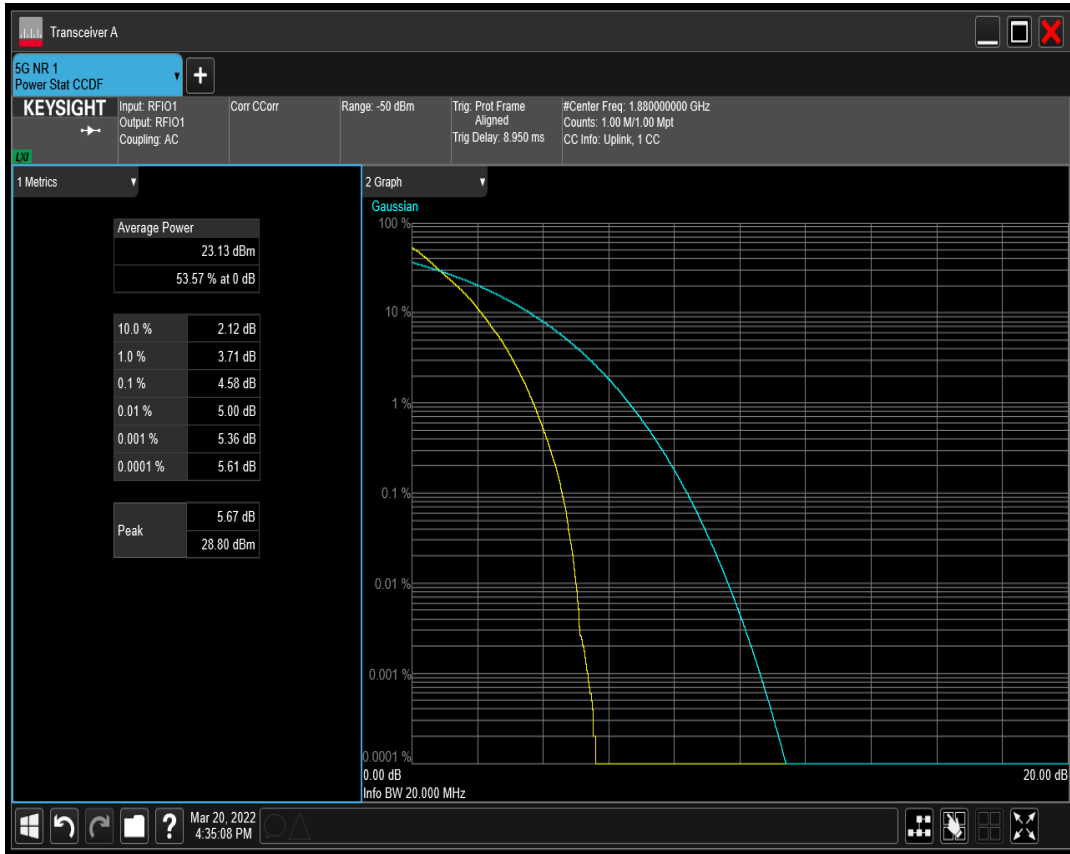 Transceiver A
5G NR 1
Power Stat CCDF
+
KEYSIGHT
LXI
Input: RFIO1
Output: RFIO1
Coupling: AC
Corr CCorr
Range: -50 dBm
Trig: Prot Frame
Aligned
Trig Delay: 8.950 ms
#Center Freq: 1.880000000 GHz
Counts: 1.00 M/1.00 Mpt
CC Info: Uplink, 1 CC
1 Metrics
Average Power
23.13 dBm
53.57 % at 0 dB
10.0 % 2.12 dB
1.0 % 3.71 dB
0.1 % 4.58 dB
0.01 % 5.00 dB
0.001 % 5.36 dB
0.0001 % 5.61 dB
Peak
5.67 dB
28.80 dBm
2 Graph
Gaussian
100 %
10 %
1 %
0.1 %
0.01 %
0.001 %
0.0001 %
0.00 dB 20.00 dB
Info BW 20.000 MHz
?
Mar 20, 2022
4:35:08 PM